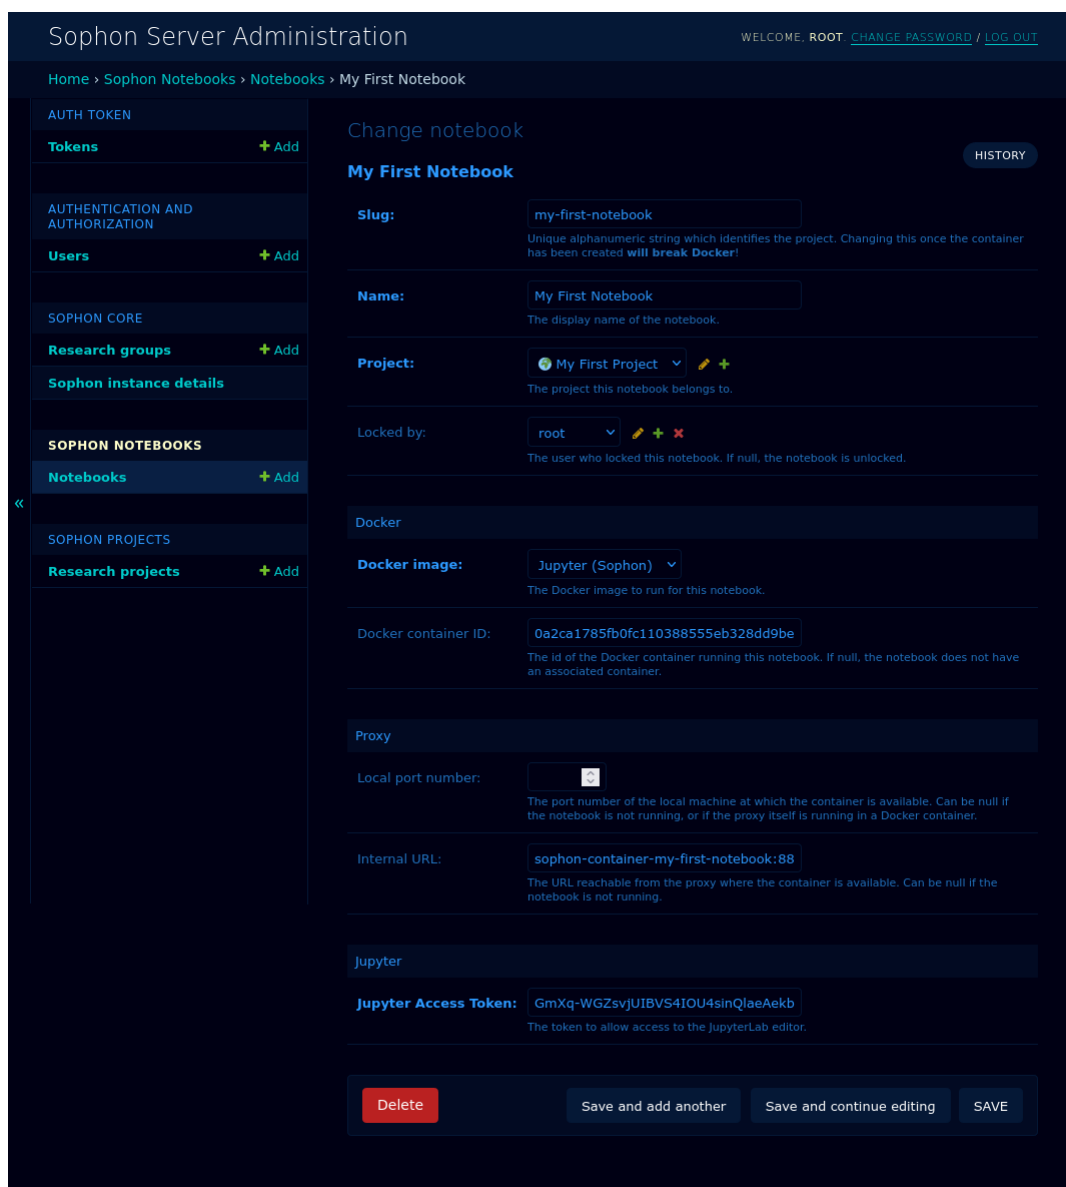 Sophon Server Administration
WELCOME, ROOT. CHANGE PASSWORD / LOG OUT
Home › Sophon Notebooks › Notebooks › My First Notebook
«
AUTH TOKEN
Tokens
Add
AUTHENTICATION AND
AUTHORIZATION
Users
Add
SOPHON CORE
Research groups
Add
Sophon instance details
SOPHON NOTEBOOKS
Notebooks
Add
SOPHON PROJECTS
Research projects
Add
Change notebook
HISTORY
My First Notebook
Slug:
my-first-notebook
Unique alphanumeric string which identifies the project. Changing this once the container
has been created will break Docker!
Name:
My First Notebook
The display name of the notebook.
Project:
My First Project
The project this notebook belongs to.
Locked by:
root
The user who locked this notebook. If null, the notebook is unlocked.
Docker
Docker image:
Jupyter (Sophon)
The Docker image to run for this notebook.
Docker container ID:
0a2ca1785fb0fc110388555eb328dd9be
The id of the Docker container running this notebook. If null, the notebook does not have
an associated container.
Proxy
Local port number:
The port number of the local machine at which the container is available. Can be null if
the notebook is not running, or if the proxy itself is running in a Docker container.
Internal URL:
sophon-container-my-first-notebook:88
The URL reachable from the proxy where the container is available. Can be null if the
notebook is not running.
Jupyter
Jupyter Access Token:
GmXq-WGZsvjUIBVS4IOU4sinQlaeAekb
The token to allow access to the JupyterLab editor.
Delete
Save and add another
Save and continue editing
SAVE